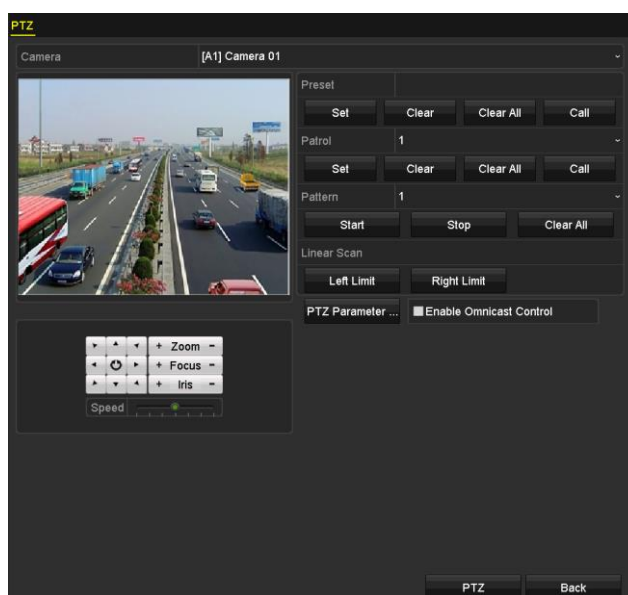 PTZ
Camera [A1] Camera 01
Preset
Set Clear Clear All Call
Patrol 1
Set Clear Clear All Call
Pattern 1
Start Stop Clear All
Linear Scan
Left Limit Right Limit
PTZ Parameter ... Enable Omnicast Control
+ Zoom -
+ Focus -
+ Iris -
Speed
PTZ Back